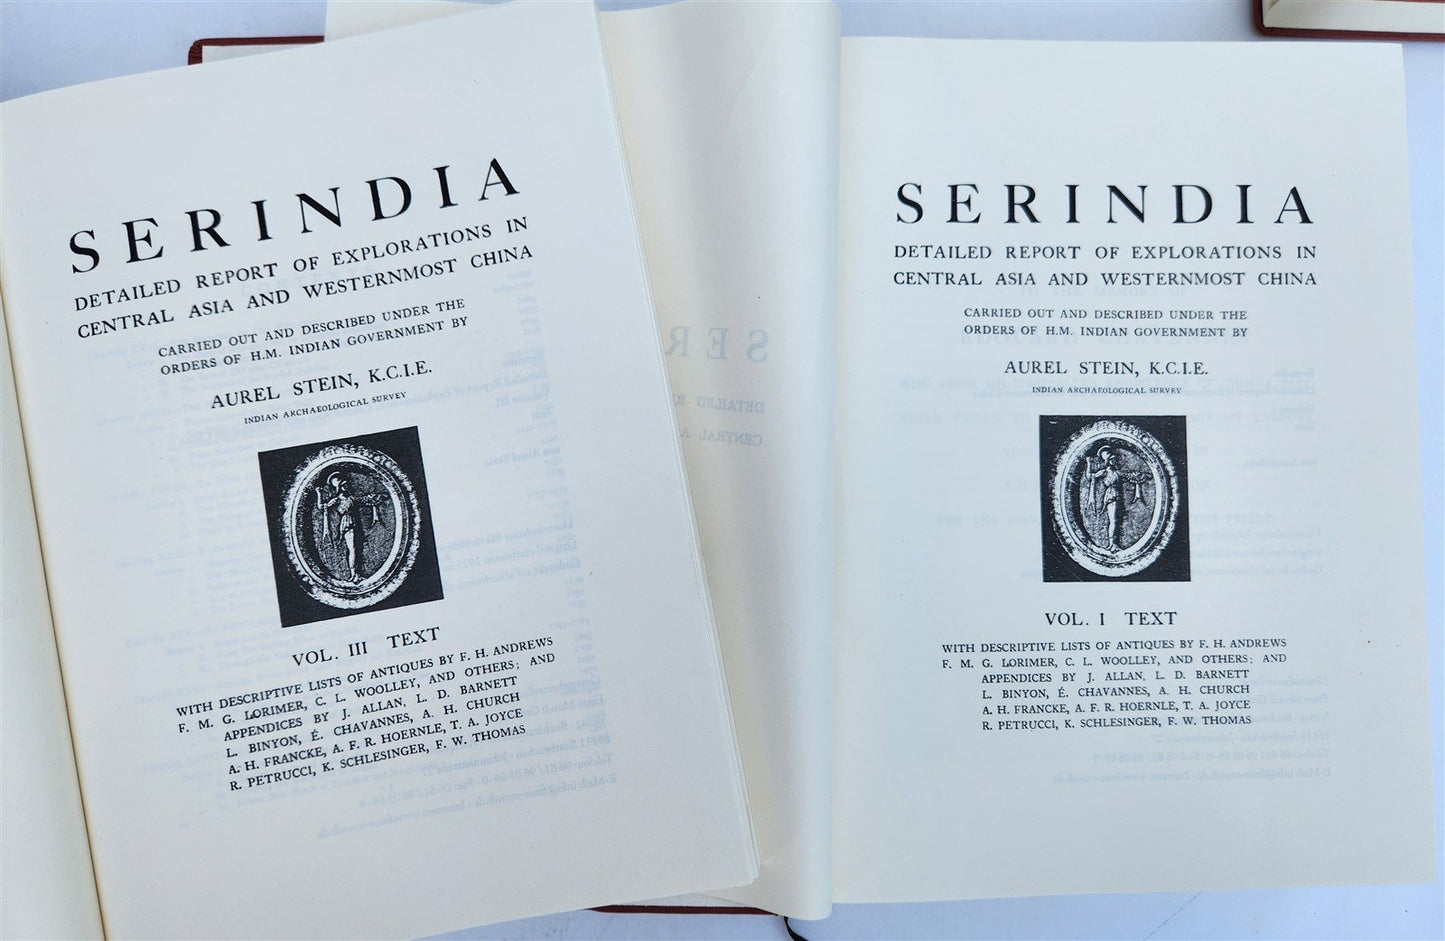 SERINDIA
DETAILED REPORT OF EXPLORATIONS IN
CENTRAL ASIA AND WESTERNMOST CHINA
CARRIED OUT AND DESCRIBED UNDER THE
ORDERS OF H.M. INDIAN GOVERNMENT BY
AUREL STEIN, K.C.I.E.
INDIAN ARCHAEOLOGICAL SURVEY
VOL. III TEXT
WITH DESCRIPTIVE LISTS OF ANTIQUES BY F. H. ANDREWS
F. M. G. LORIMER, C. L. WOOLLEY, AND OTHERS; AND
APPENDICES BY J. ALLAN, L. D. BARNETT
L. BINYON, É. CHAVANNES, A. H. CHURCH
A. H. FRANCKE, A. F. R. HOERNLE, T. A. JOYCE
R. PETRUCCI, K. SCHLESINGER, F. W. THOMAS
SERINDIA
DETAILED REPORT OF EXPLORATIONS IN
CENTRAL ASIA AND WESTERNMOST CHINA
CARRIED OUT AND DESCRIBED UNDER THE
ORDERS OF H.M. INDIAN GOVERNMENT BY
AUREL STEIN, K.C.I.E.
INDIAN ARCHAEOLOGICAL SURVEY
VOL. I TEXT
WITH DESCRIPTIVE LISTS OF ANTIQUES BY F. H. ANDREWS
F. M. G. LORIMER, C. L. WOOLLEY, AND OTHERS; AND
APPENDICES BY J. ALLAN, L. D. BARNETT
L. BINYON, É. CHAVANNES, A. H. CHURCH
A. H. FRANCKE, A. F. R. HOERNLE, T. A. JOYCE
R. PETRUCCI, K. SCHLESINGER, F. W. THOMAS